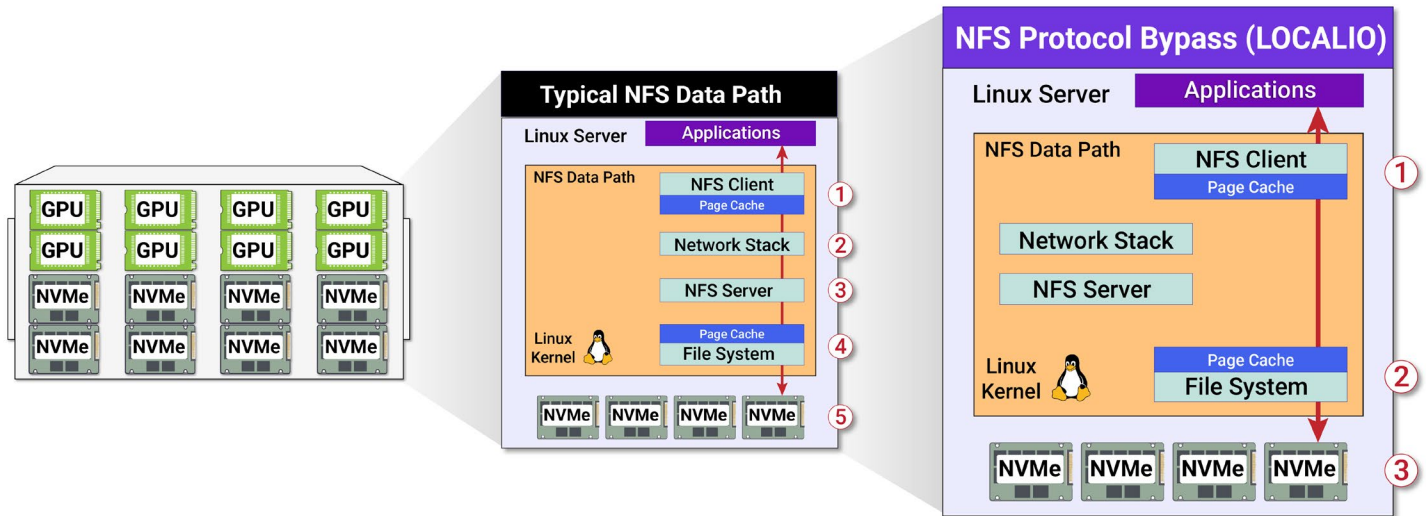 GPU GPU GPU GPU
GPU GPU GPU GPU
NVMe NVMe NVMe NVMe
NVMe NVMe NVMe NVMe
Typical NFS Data Path
Linux Server
Applications
NFS Data Path
NFS Client
Page Cache
1
Network Stack
2
NFS Server
3
Page Cache
File System
4
Linux
Kernel
NVMe NVMe NVMe NVMe
5
NFS Protocol Bypass (LOCALIO)
Linux Server
Applications
NFS Data Path
NFS Client
Page Cache
1
Network Stack
NFS Server
Page Cache
File System
2
Linux
Kernel
NVMe NVMe NVMe NVMe
3